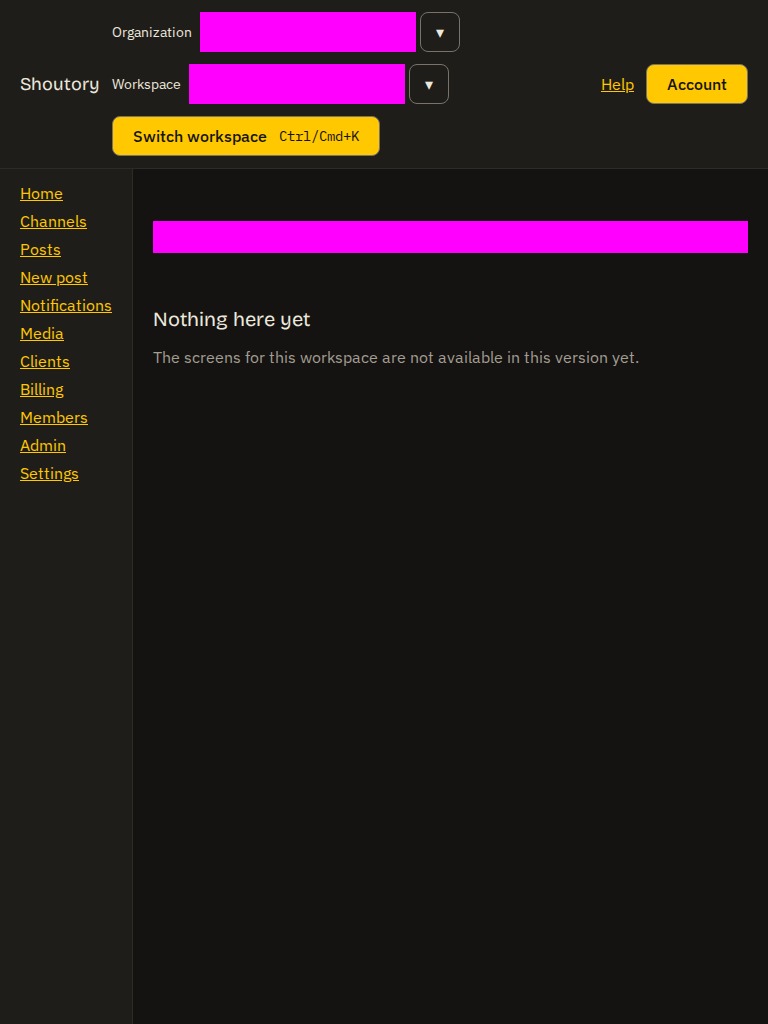 Organization ▼
Shoutory Workspace ▼ Help Account
Switch workspace Ctrl/Cmd+K
Home
Channels
Posts
New post
Notifications
Media
Clients
Billing
Members
Admin
Settings
Nothing here yet
The screens for this workspace are not available in this version yet.